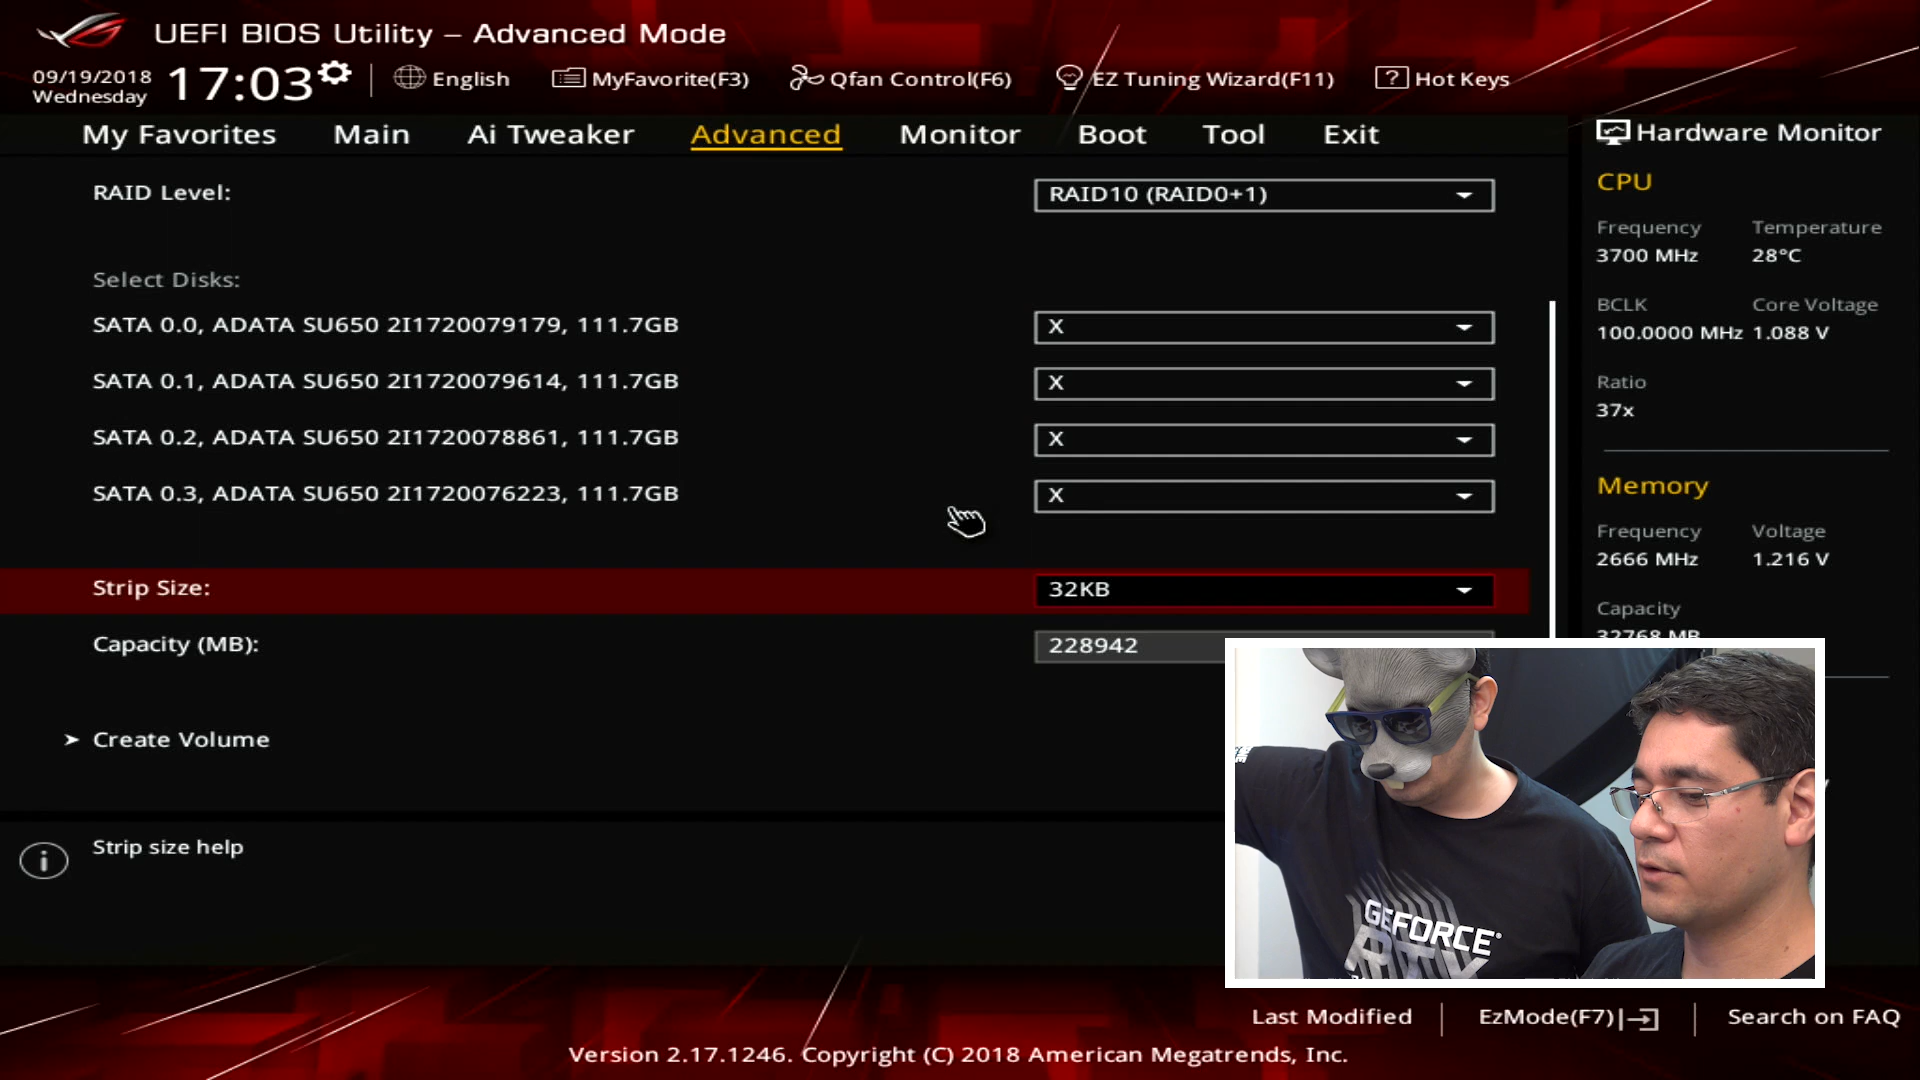 UEFI BIOS Utility – Advanced Mode
09/19/2018
Wednesday
17:03
English
MyFavorite(F3)
Qfan Control(F6)
EZ Tuning Wizard(F11)
? Hot Keys
My Favorites
Main
Ai Tweaker
Advanced
Monitor
Boot
Tool
Exit
Hardware Monitor
RAID Level:
RAID10 (RAID0+1)
Select Disks:
SATA 0.0, ADATA SU650 2I1720079179, 111.7GB
X
SATA 0.1, ADATA SU650 2I1720079614, 111.7GB
X
SATA 0.2, ADATA SU650 2I1720078861, 111.7GB
X
SATA 0.3, ADATA SU650 2I1720076223, 111.7GB
X
Strip Size:
32KB
Capacity (MB):
228942
Create Volume
Strip size help
CPU
Frequency
Temperature
3700 MHz
28°C
BCLK
Core Voltage
100.0000 MHz
1.088 V
Ratio
37x
Memory
Frequency
Voltage
2666 MHz
1.216 V
Capacity
32768 MB
GEFORCE®
RTX
Last Modified
EzMode(F7)
Search on FAQ
Version 2.17.1246. Copyright (C) 2018 American Megatrends, Inc.